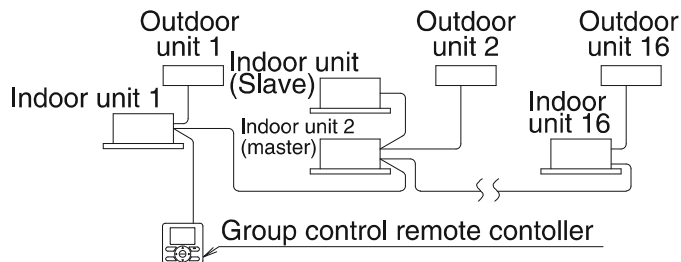 Outdoor
unit 1
Indoor unit
(Slave)
Outdoor
unit 2
Outdoor
unit 16
Indoor unit 1
Indoor unit 2
(master)
Indoor
unit 16
Group control remote contoller